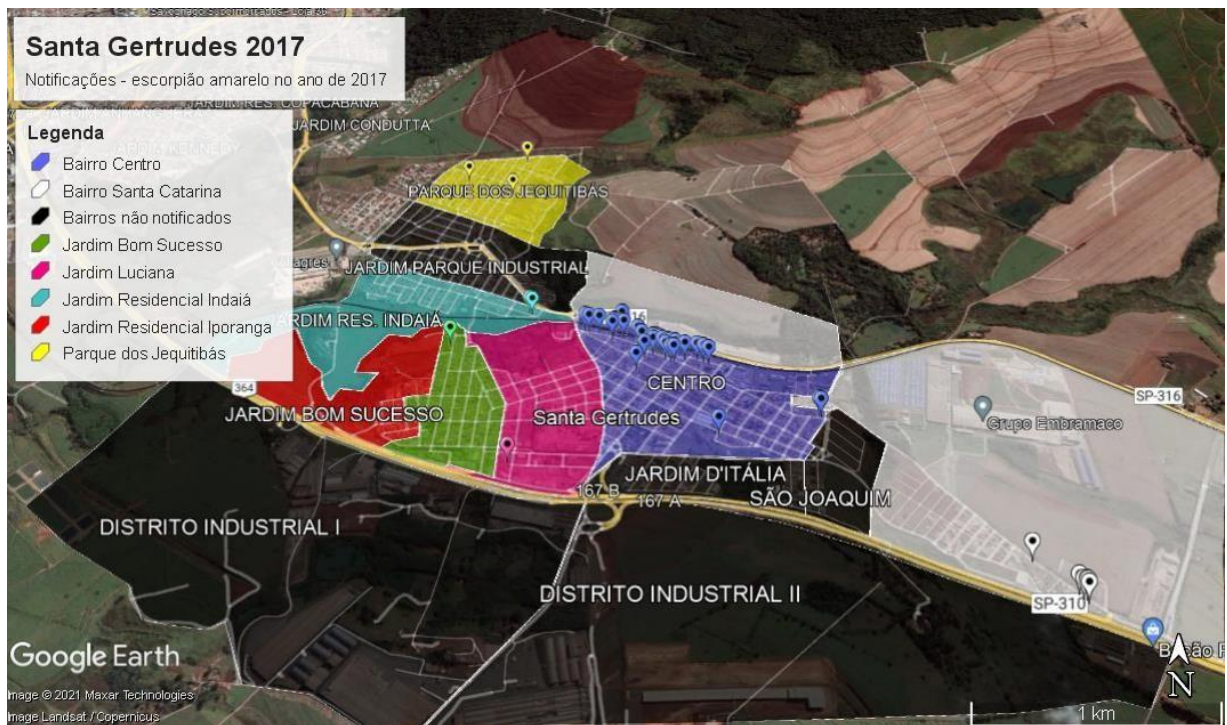 Santa Gertrudes 2017
Notificações - escorpião amarelo no ano de 2017
JARDIM RES. COPACABANA
JARDIM CONDUTTA
Legenda
Bairro Centro
Bairro Santa Catarina
Bairros não notificados
Jardim Bom Sucesso
Jardim Luciana
Jardim Residencial Indaiá
Jardim Residencial Iporanga
Parque dos Jequitibás
PARQUE DOS JEQUITIBAS
JARDIM PARQUE INDUSTRIAL
JARDIM RES. INDAIÁ
16
CENTRO
364
SP-316
JARDIM BOM SUCESSO
Santa Gertrudes
Grupo Embramaco
JARDIM D'ITÁLIA
SÃO JOAQUIM
167 B
167 A
DISTRITO INDUSTRIAL I
DISTRITO INDUSTRIAL II
SP-310
Google Earth
N
Image © 2021 Maxar Technologies
Image Landsat / Copernicus
1 km